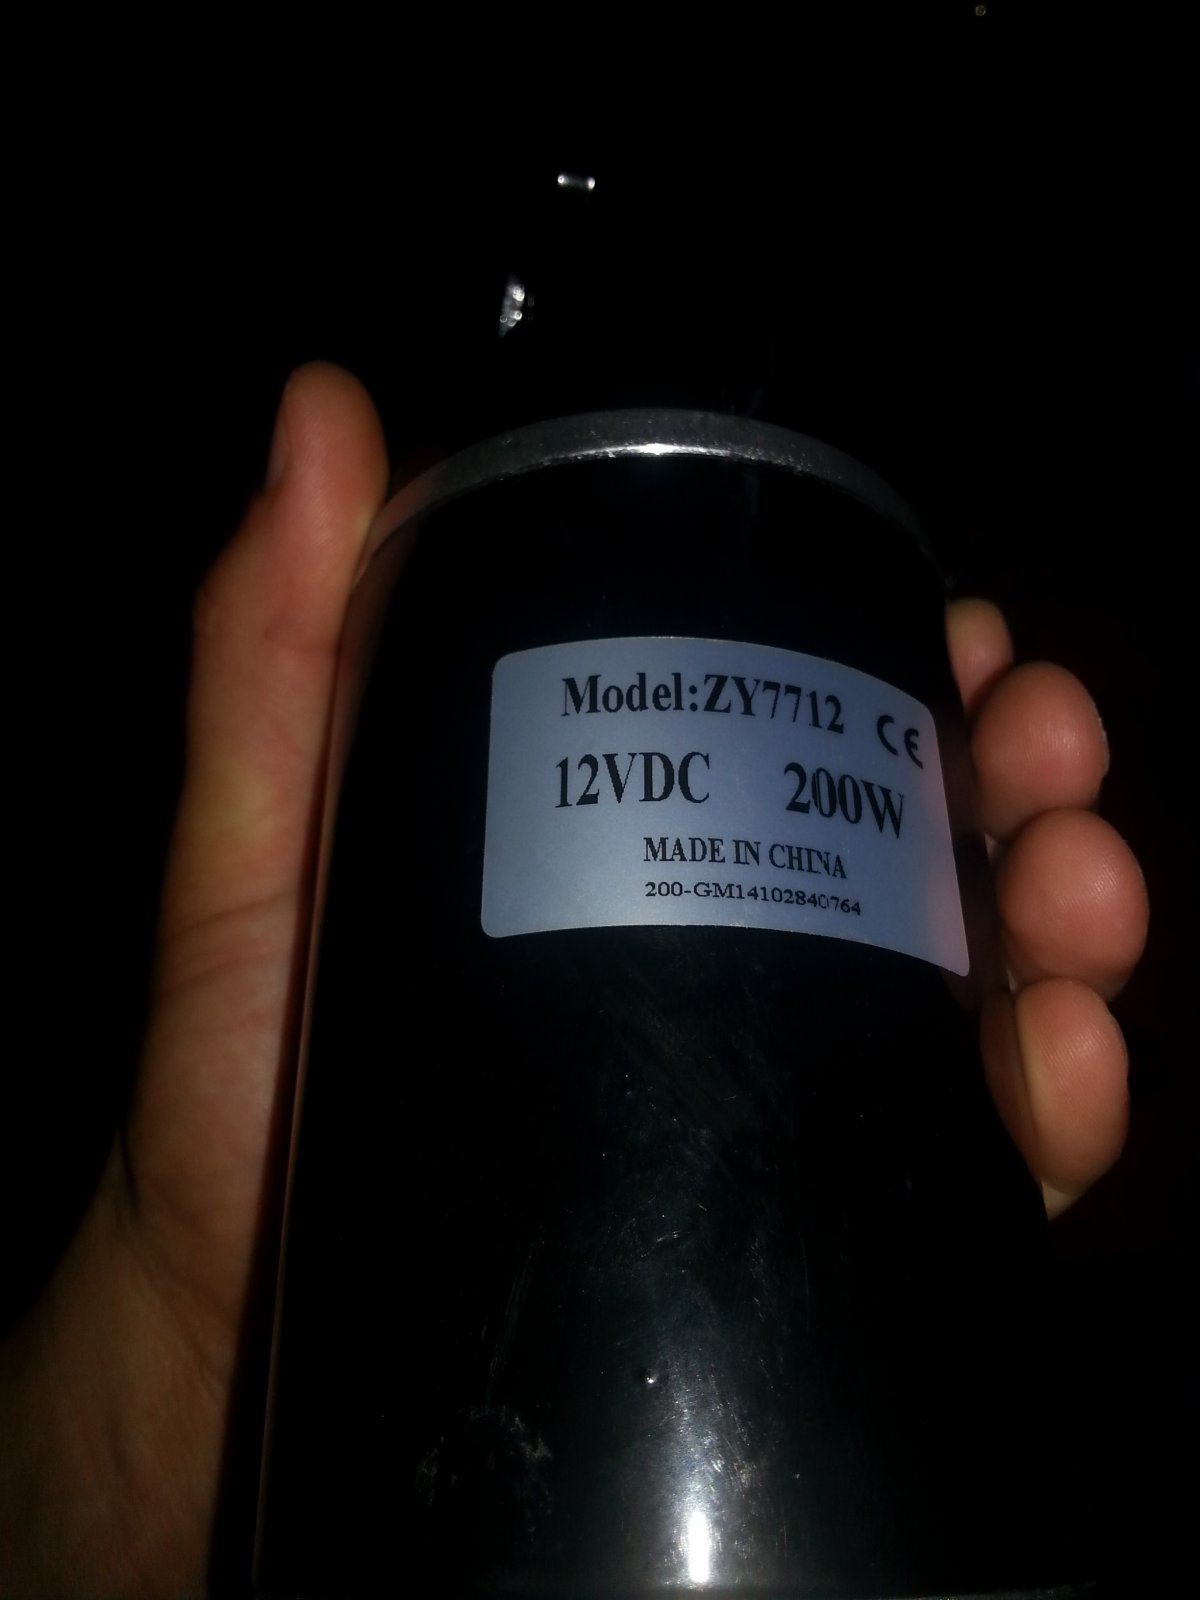 Model:ZY7712 CE
12VDC 200W
MADE IN CHINA
200-GM14102840764